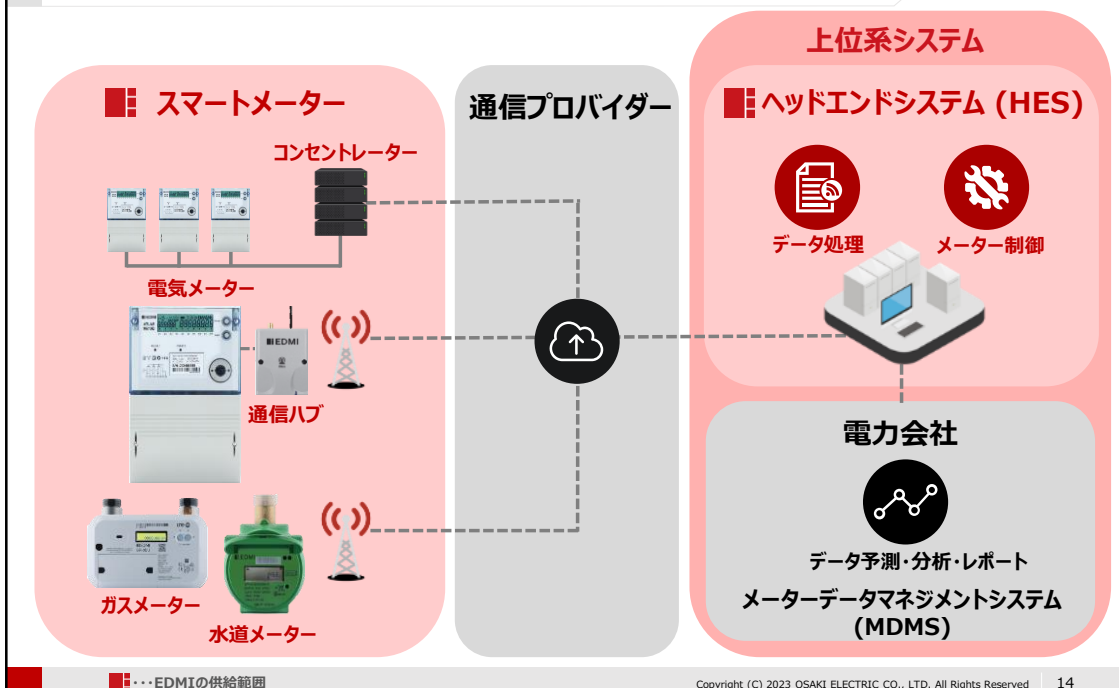 上位系システム
スマートメーター
通信プロバイダー
ヘッドエンドシステム (HES)
コンセントレーター
データ処理
メーター制御
電気メーター
EDMI
通信ハブ
電力会社
データ予測・分析・レポート
メーターデータマネジメントシステム
(MDMS)
EDMI
ガスメーター
水道メーター
･･･EDMIの供給範囲
Copyright (C) 2023 OSAKI ELECTRIC CO., LTD. All Rights Reserved
14